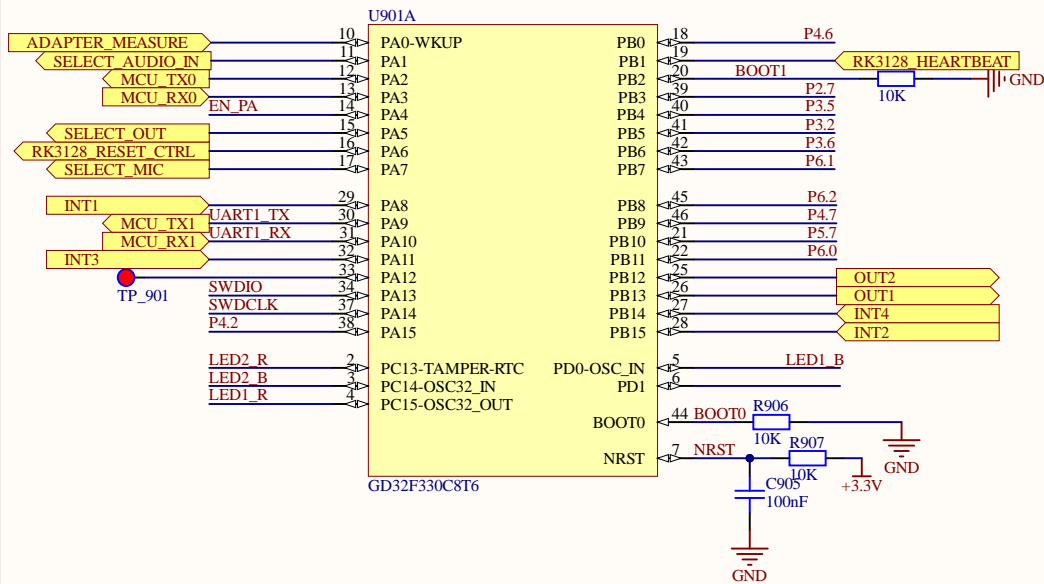 U901A
ADAPTER_MEASURE 10 PA0-WKUP PB0 18 P4.6
SELECT_AUDIO_IN 11 PA1 PB1 19 RK3128_HEARTBEAT
MCU_TX0 12 PA2 PB2 20 BOOT1 10K GND
MCU_RX0 13 PA3 PB3 39 P2.7
EN_PA 14 PA4 PB4 40 P3.5
SELECT_OUT 15 PA5 PB5 41 P3.2
RK3128_RESET_CTRL 16 PA6 PB6 42 P3.6
SELECT_MIC 17 PA7 PB7 43 P6.1
INT1 29 PA8 PB8 45 P6.2
MCU_TX1 UART1_TX 30 PA9 PB9 46 P4.7
MCU_RX1 UART1_RX 31 PA10 PB10 21 P5.7
INT3 32 PA11 PB11 22 P6.0
TP_901 33 PA12 PB12 25 OUT2
SWDIO 34 PA13 PB13 26 OUT1
SWDCLK 37 PA14 PB14 27 INT4
P4.2 38 PA15 PB15 28 INT2
LED2_R 2 PC13-TAMPER-RTC PD0-OSC_IN 5 LED1_B
LED2_B 3 PC14-OSC32_IN PD1 6
LED1_R 4 PC15-OSC32_OUT
BOOT0 44 BOOT0 R906 10K GND
NRST 7 NRST R907 10K +3.3V
GD32F330C8T6
C905
100nF
GND